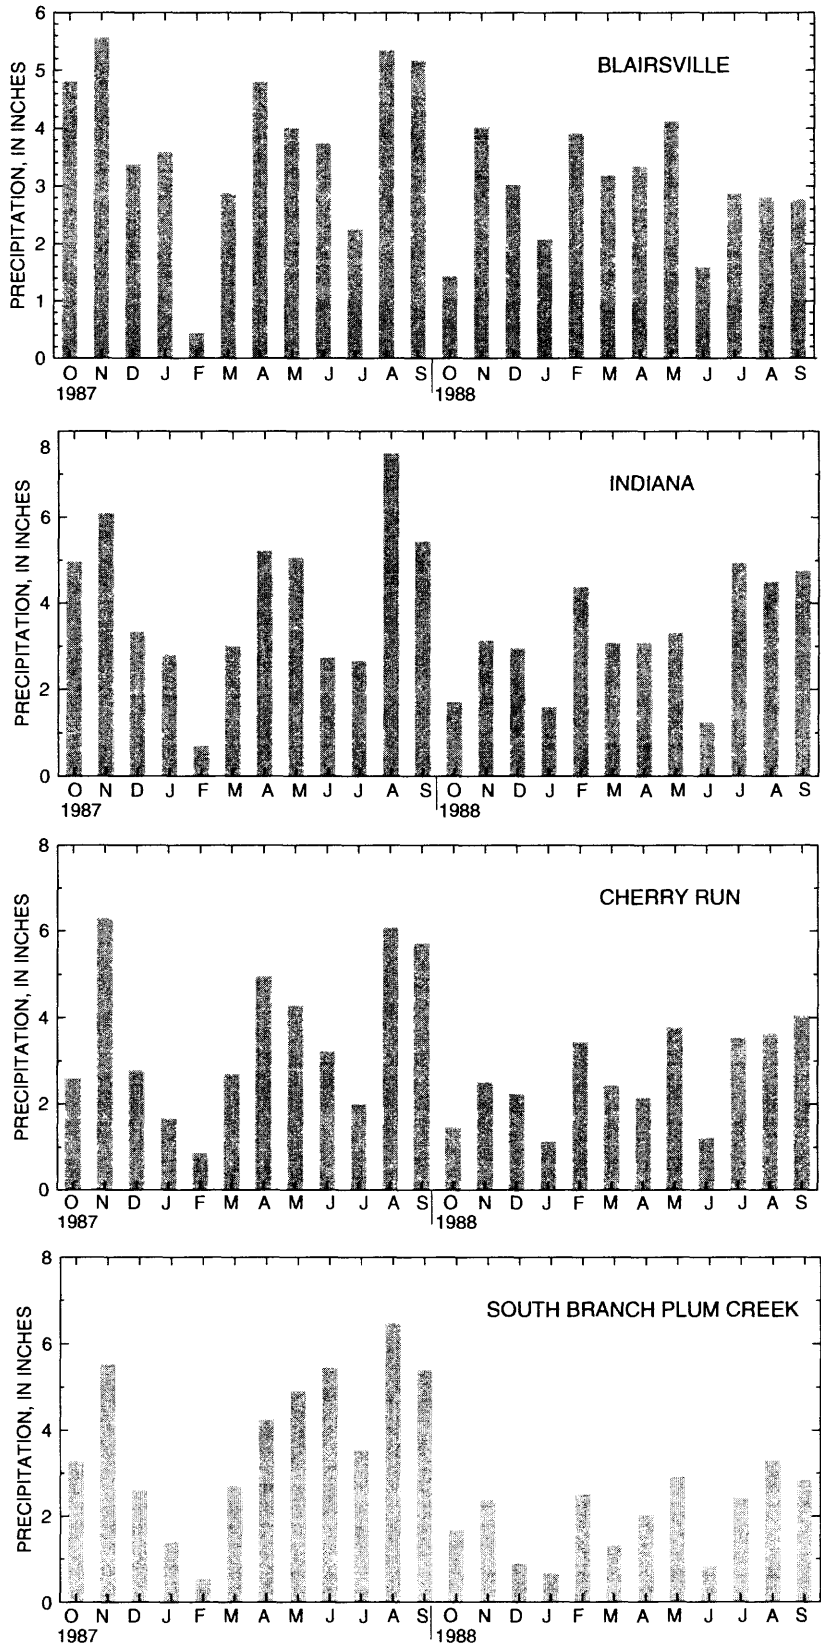 PRECIPITATION, IN INCHES
6
5
4
3
2
1
0
BLAIRSVILLE
O N D J F M A M J J A S O N D J F M A M J J A S
1987 1988
PRECIPITATION, IN INCHES
8
6
4
2
0
INDIANA
O N D J F M A M J J A S O N D J F M A M J J A S
1987 1988
PRECIPITATION, IN INCHES
8
6
4
2
0
CHERRY RUN
O N D J F M A M J J A S O N D J F M A M J J A S
1987 1988
PRECIPITATION, IN INCHES
8
6
4
2
0
SOUTH BRANCH PLUM CREEK
O N D J F M A M J J A S O N D J F M A M J J A S
1987 1988